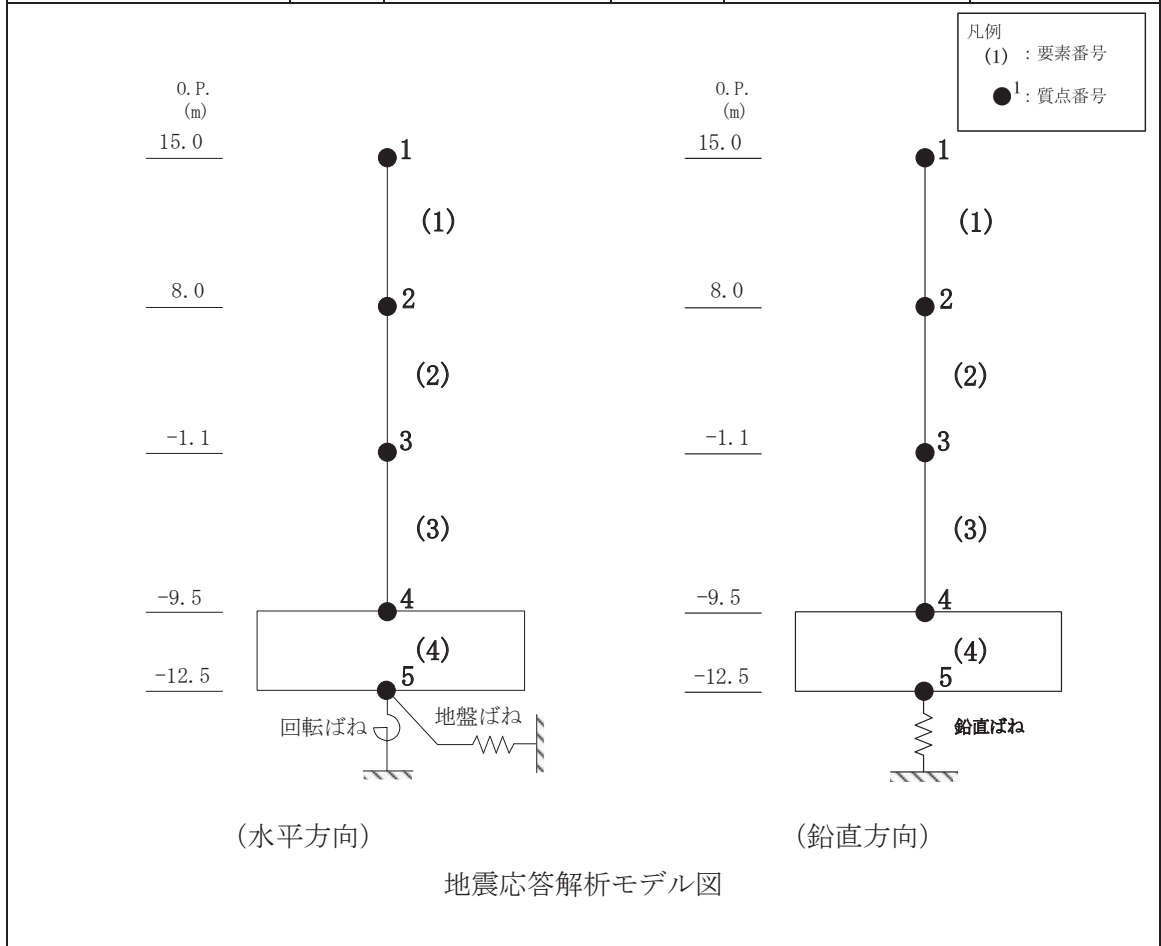 凡例
(1) : 要素番号
1 : 質点番号
O.P.
(m)
15.0
8.0
-1.1
-9.5
-12.5
1
(1)
2
(2)
3
(3)
4
(4)
5
回転ばね
地盤ばね
(水平方向)
O.P.
(m)
15.0
8.0
-1.1
-9.5
-12.5
1
(1)
2
(2)
3
(3)
4
(4)
5
鉛直ばね
(鉛直方向)
地震応答解析モデル図